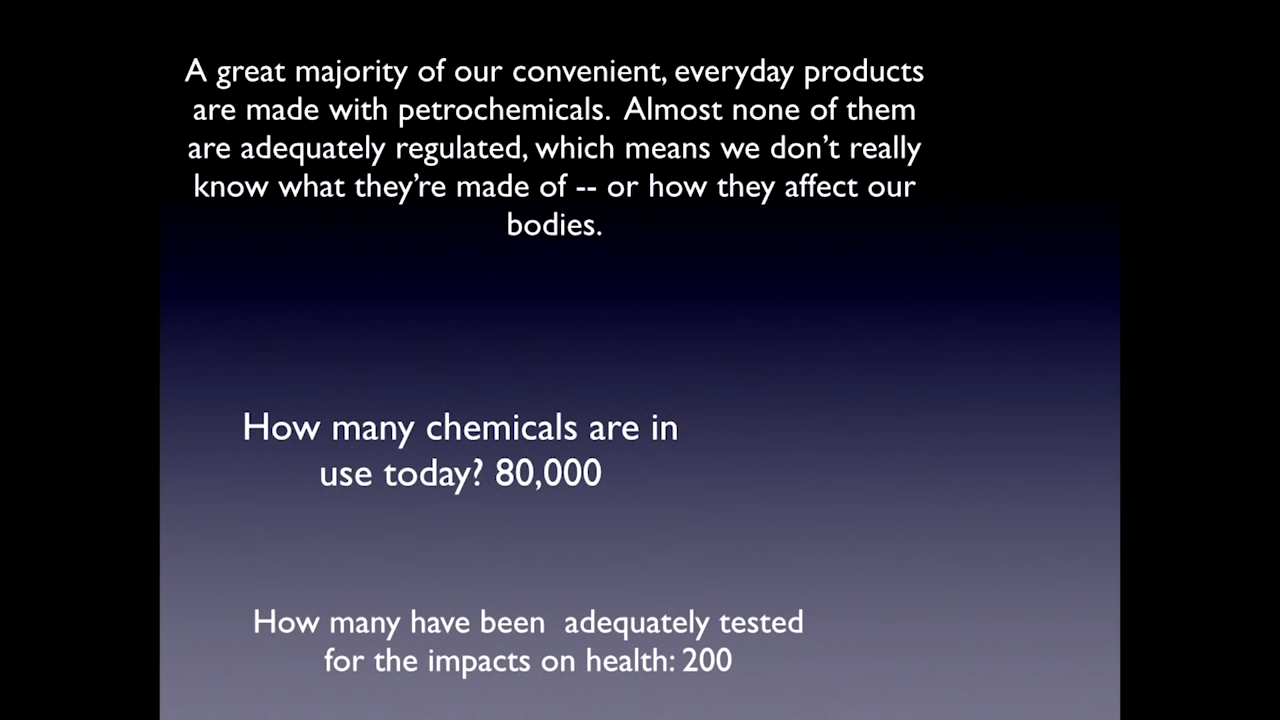 A great majority of our convenient, everyday products
are made with petrochemicals. Almost none of them
are adequately regulated, which means we don't really
know what they're made of -- or how they affect our
bodies.
How many chemicals are in
use today? 80,000
How many have been adequately tested
for the impacts on health: 200